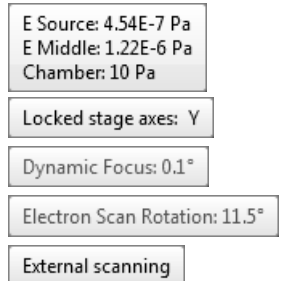 E Source: 4.54E-7 Pa
E Middle: 1.22E-6 Pa
Chamber: 10 Pa
Locked stage axes: Y
Dynamic Focus: 0.1°
Electron Scan Rotation: 11.5°
External scanning